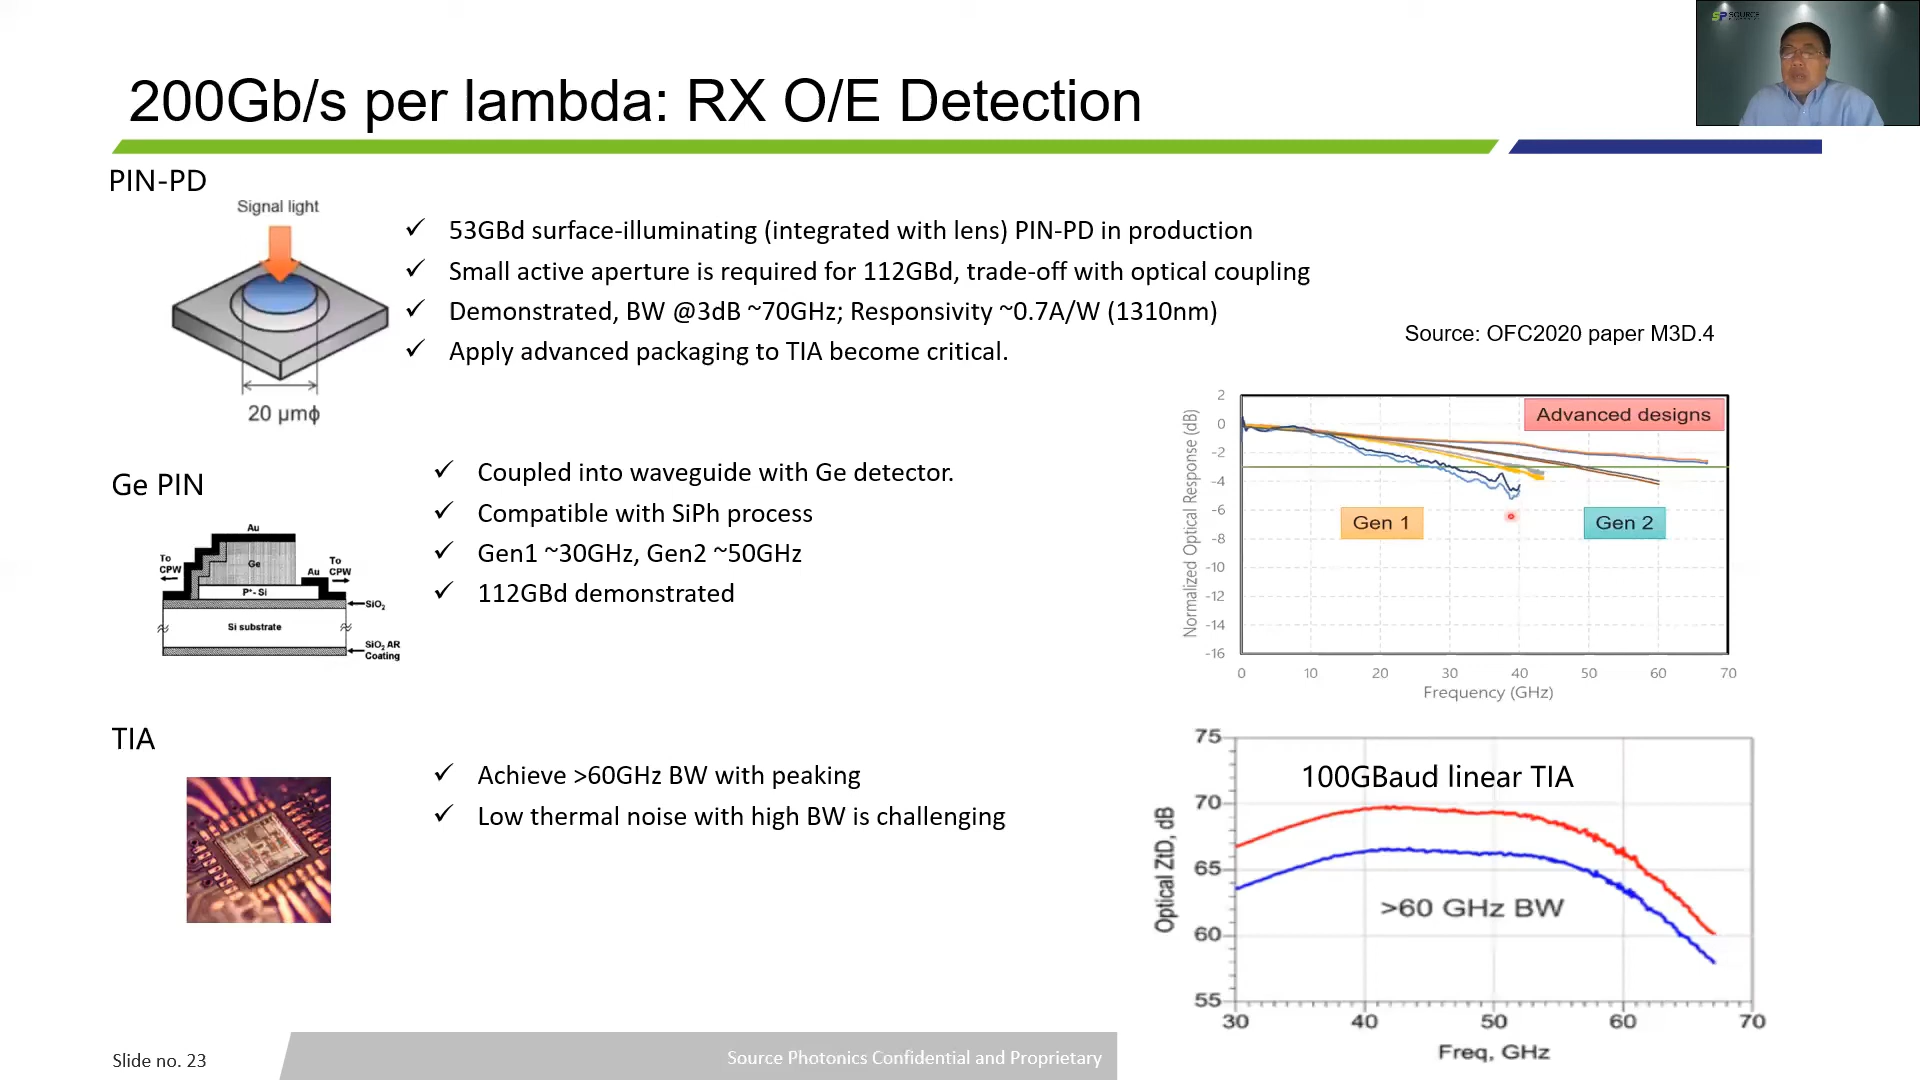 SP SOURCE
200Gb/s per lambda: RX O/E Detection
PIN-PD
Signal light
20 µmϕ
✓ 53GBd surface-illuminating (integrated with lens) PIN-PD in production
✓ Small active aperture is required for 112GBd, trade-off with optical coupling
✓ Demonstrated, BW @3dB ~70GHz; Responsivity ~0.7A/W (1310nm)
✓ Apply advanced packaging to TIA become critical.
Source: OFC2020 paper M3D.4
Ge PIN
Au
To
CPW
Ge
Au
To
CPW
P⁺- Si
SiO₂
Si substrate
SiO₂ AR
Coating
✓ Coupled into waveguide with Ge detector.
✓ Compatible with SiPh process
✓ Gen1 ~30GHz, Gen2 ~50GHz
✓ 112GBd demonstrated
Normalized Optical Response (dB)
2
0
-2
-4
-6
-8
-10
-12
-14
-16
Advanced designs
Gen 1
Gen 2
0 10 20 30 40 50 60 70
Frequency (GHz)
TIA
✓ Achieve >60GHz BW with peaking
✓ Low thermal noise with high BW is challenging
Optical ZtD, dB
75
70
65
60
55
100GBaud linear TIA
>60 GHz BW
30 40 50 60 70
Freq, GHz
Slide no. 23
Source Photonics Confidential and Proprietary